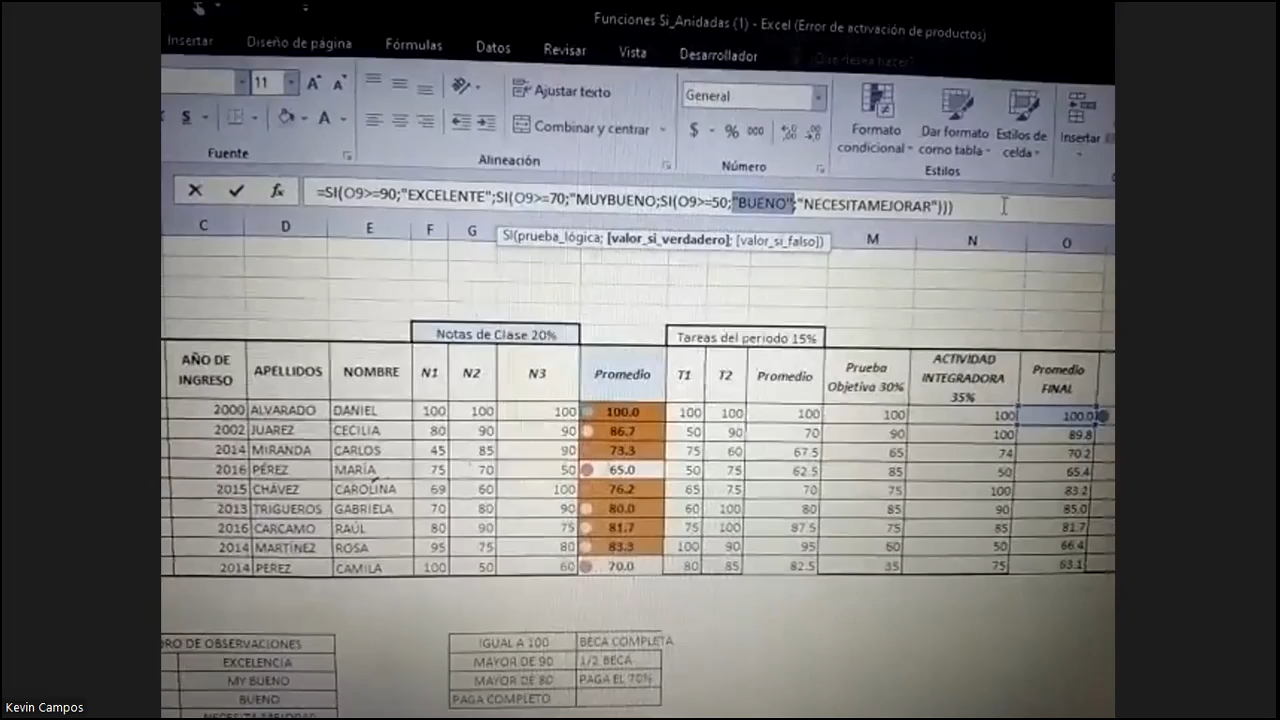 Funciones Si_Anidadas (1) - Excel (Error de activación de productos)
Insertar Diseño de página Fórmulas Datos Revisar Vista Desarrollador ¿Qué desea hacer?
11 A A Ajustar texto General
S A Combinar y centrar $ % 000 Formato condicional Dar formato como tabla Estilos de celda Insertar
Fuente Alineación Número Estilos
fx =SI(O9>=90;"EXCELENTE";SI(O9>=70;"MUYBUENO;SI(O9>=50;"BUENO";"NECESITAMEJORAR")))
SI(prueba_lógica; [valor_si_verdadero]; [valor_si_falso])
C D E F G M N O
Notas de Clase 20% Tareas del periodo 15%
AÑO DE INGRESO APELLIDOS NOMBRE N1 N2 N3 Promedio T1 T2 Promedio Prueba Objetiva 30% ACTIVIDAD INTEGRADORA 35% Promedio FINAL
2000 ALVARADO DANIEL 100 100 100 100.0 100 100 100 100 100 100.0
2002 JUAREZ CECILIA 80 90 90 86.7 50 90 70 90 100 89.8
2014 MIRANDA CARLOS 45 85 90 73.3 75 60 67.5 65 74 70.2
2016 PÉREZ MARÍA 75 70 50 65.0 50 75 62.5 85 50 65.4
2015 CHÁVEZ CAROLINA 69 60 100 76.2 65 75 70 75 100 83.2
2013 TRIGUEROS GABRIELA 70 80 90 80.0 60 100 80 85 90 85.0
2016 CARCAMO RAÚL 80 90 75 81.7 75 100 87.5 75 85 81.7
2014 MARTÍNEZ ROSA 95 75 80 83.3 100 90 95 60 50 66.4
2014 PEREZ CAMILA 100 50 60 70.0 80 85 82.5 35 75 63.1
RO DE OBSERVACIONES IGUAL A 100 BECA COMPLETA
EXCELENCIA MAYOR DE 90 1/2 BECA
MY BUENO MAYOR DE 80 PAGA EL 70%
BUENO PAGA COMPLETO
NECESITA MEJORAR
Kevin Campos